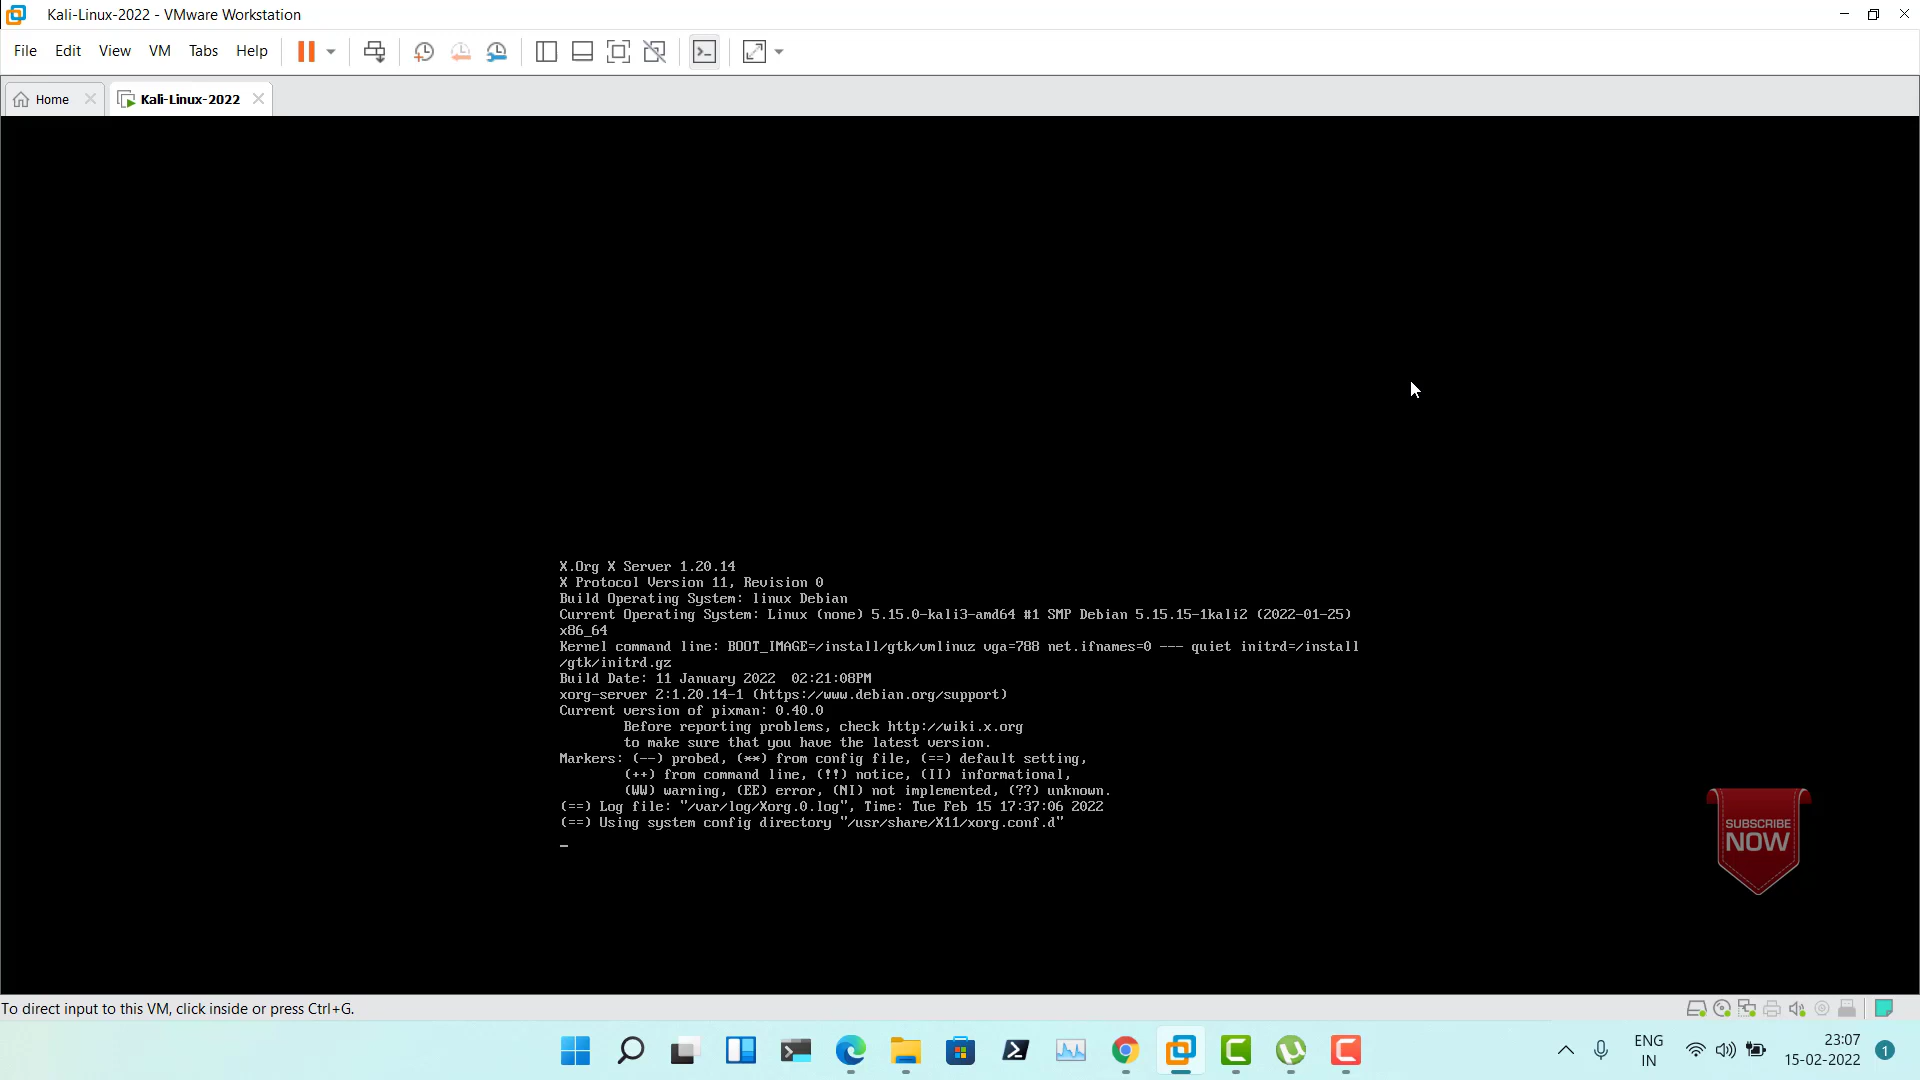 Kali-Linux-2022 - VMware Workstation
File Edit View VM Tabs Help
Home
Kali-Linux-2022
X.Org X Server 1.20.14
X Protocol Version 11, Revision 0
Build Operating System: linux Debian
Current Operating System: Linux (none) 5.15.0-kali3-amd64 #1 SMP Debian 5.15.15-1kali2 (2022-01-25)
x86_64
Kernel command line: BOOT_IMAGE=/install/gtk/vmlinuz vga=788 net.ifnames=0 --- quiet initrd=/install
/gtk/initrd.gz
Build Date: 11 January 2022  02:21:08PM
xorg-server 2:1.20.14-1 (https://www.debian.org/support)
Current version of pixman: 0.40.0
Before reporting problems, check http://wiki.x.org
to make sure that you have the latest version.
Markers: (--) probed, (**) from config file, (==) default setting,
(++) from command line, (!!) notice, (II) informational,
(WW) warning, (EE) error, (NI) not implemented, (??) unknown.
(==) Log file: "/var/log/Xorg.0.log", Time: Tue Feb 15 17:37:06 2022
(==) Using system config directory "/usr/share/X11/xorg.conf.d"
SUBSCRIBE
NOW
To direct input to this VM, click inside or press Ctrl+G.
ENG
IN
23:07
15-02-2022
1